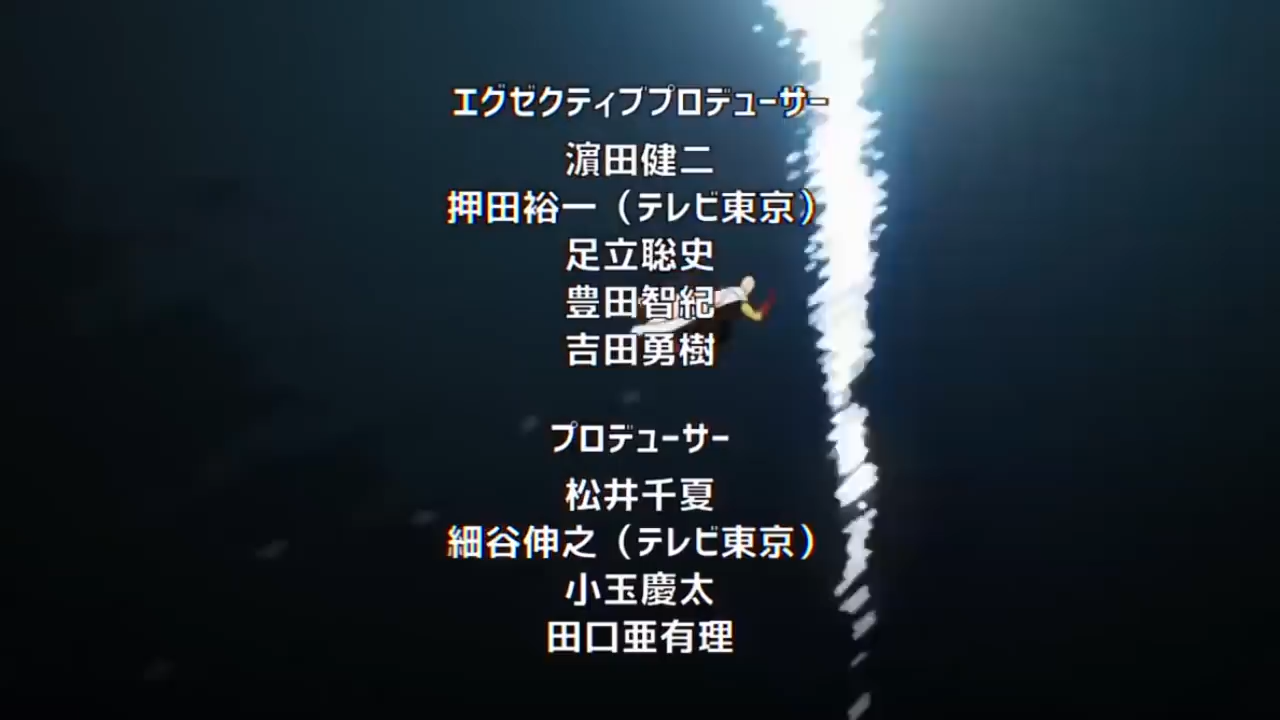 エグゼクティブプロデューサー
濵田健二
押田裕一（テレビ東京）
足立聡史
豊田智紀
吉田勇樹
プロデューサー
松井千夏
細谷伸之（テレビ東京）
小玉慶太
田口亜有理